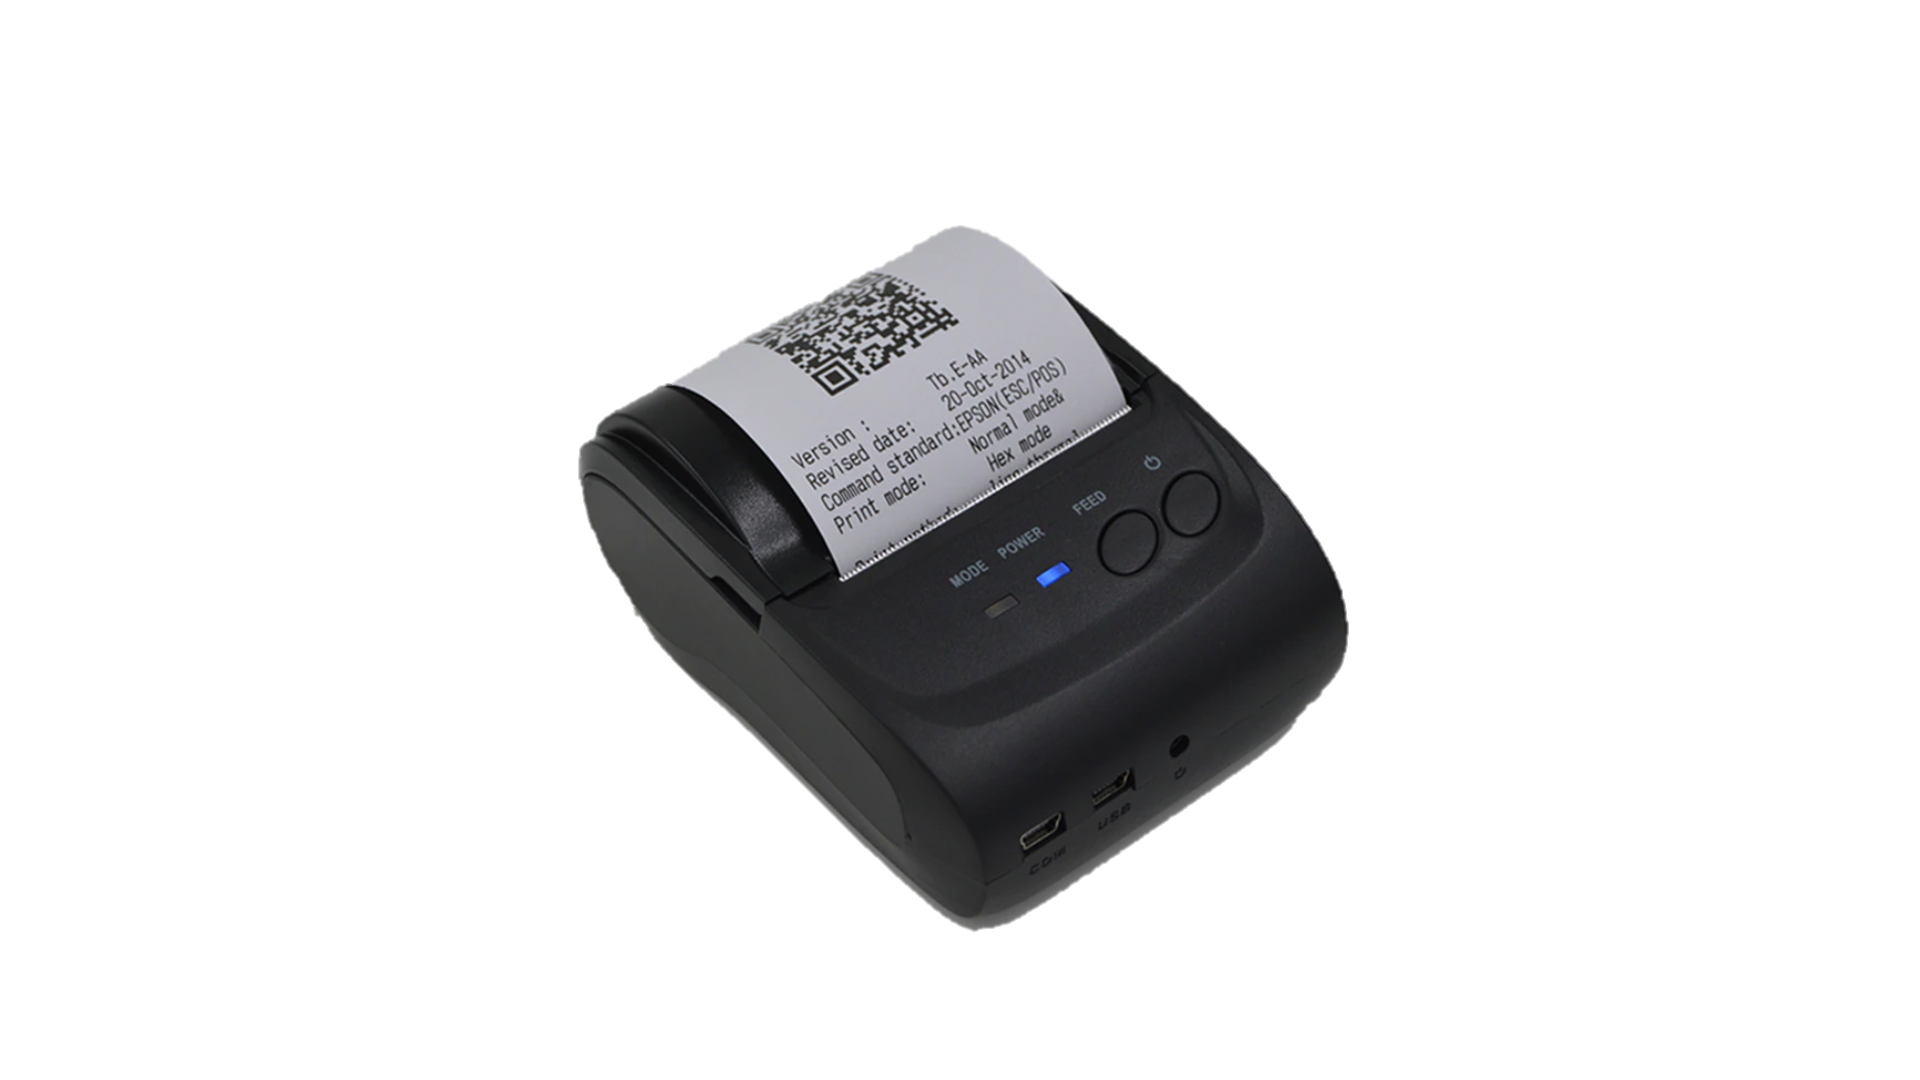 Version : Tb.E-AA
Revised date: 20-Oct-2014
Command standard:EPSON(ESC/POS)
Print mode: Normal mode&
Hex mode
MODE POWER FEED
COM USB